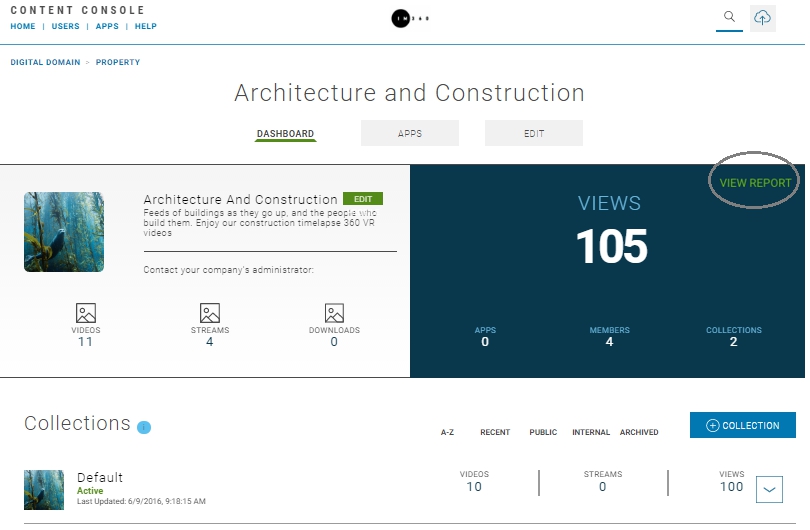 CONTENT CONSOLE
HOME | USERS | APPS | HELP
DIGITAL DOMAIN > PROPERTY
Architecture and Construction
DASHBOARD APPS EDIT
VIEW REPORT
Architecture And Construction EDIT
Feeds of buildings as they go up, and the people who
build them. Enjoy our construction timelapse 360 VR
videos
Contact your company's administrator:
VIDEOS STREAMS DOWNLOADS
11 4 0
VIEWS
105
APPS MEMBERS COLLECTIONS
0 4 2
Collections
A-Z RECENT PUBLIC INTERNAL ARCHIVED
COLLECTION
Default
Active
Last Updated: 6/9/2016, 9:18:15 AM
VIDEOS STREAMS VIEWS
10 0 100